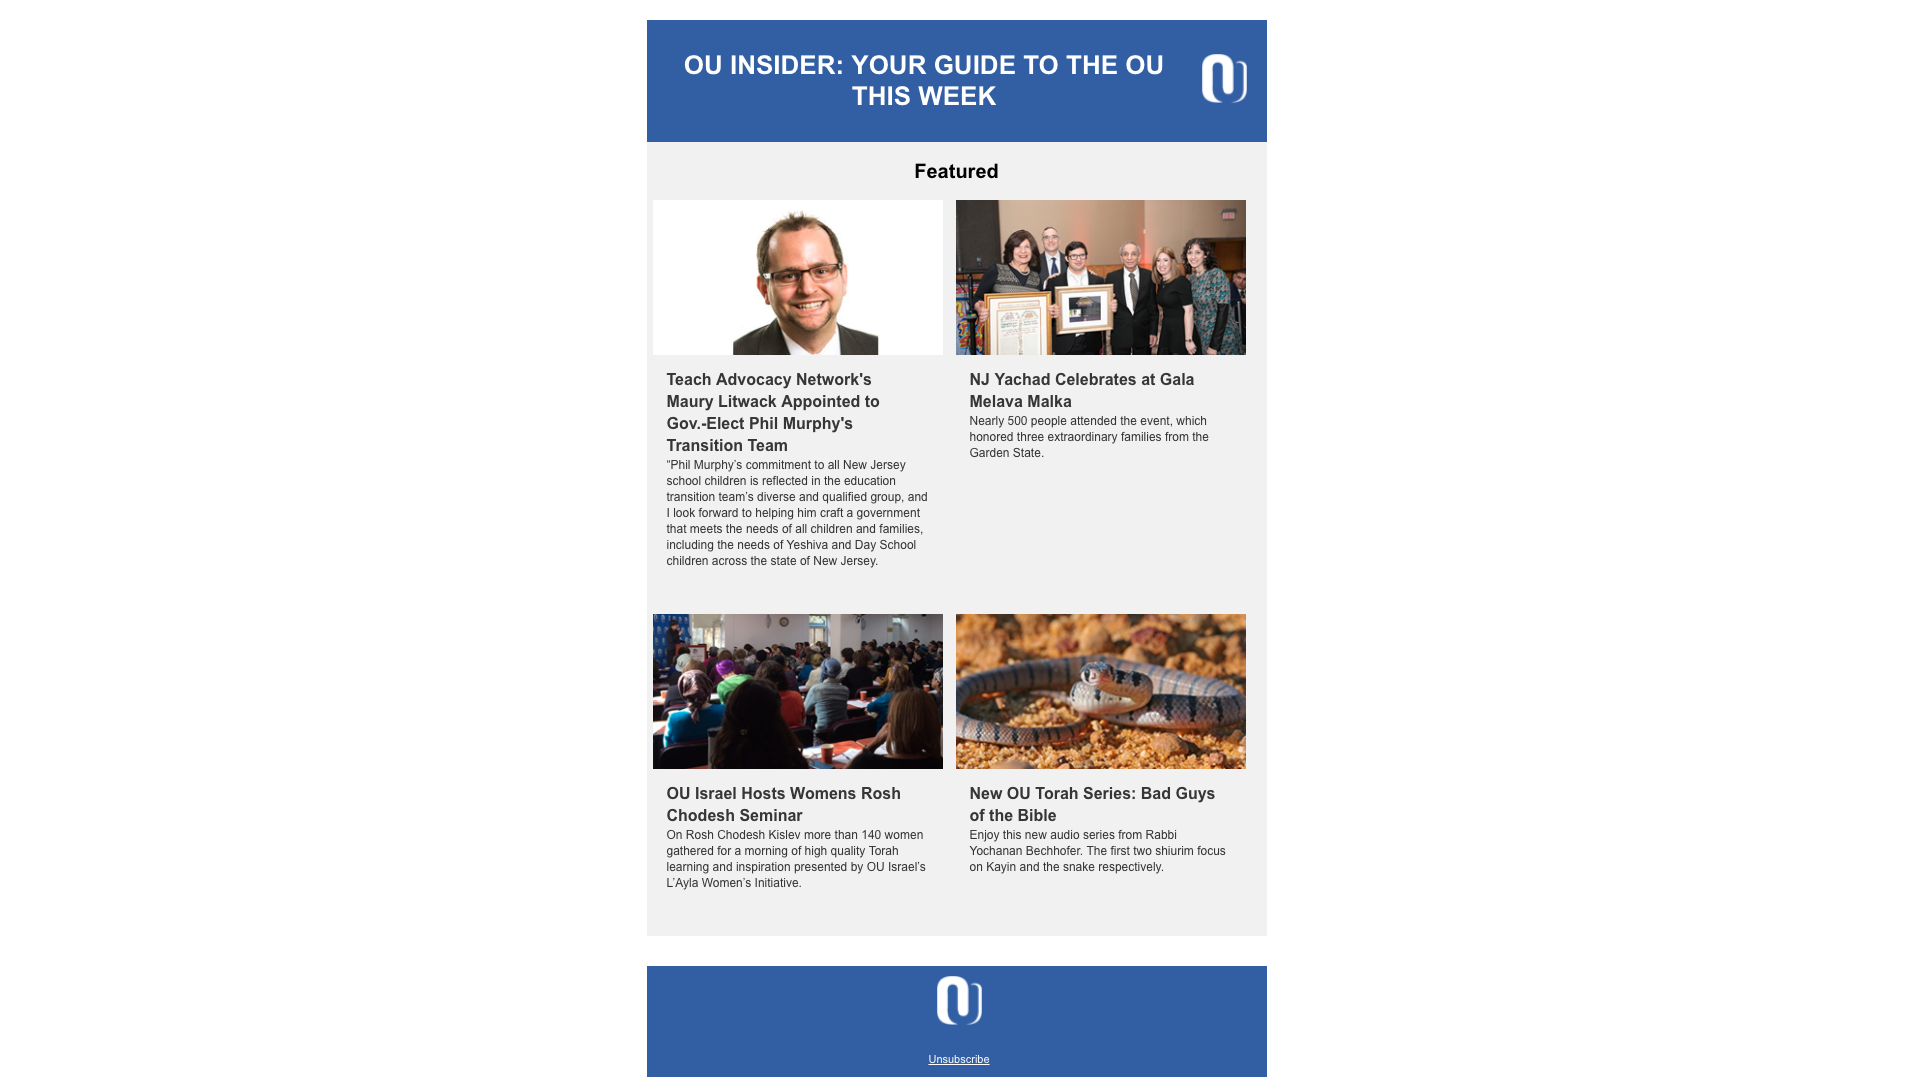 OU INSIDER: YOUR GUIDE TO THE OU
THIS WEEK
Featured
Teach Advocacy Network's
Maury Litwack Appointed to
Gov.-Elect Phil Murphy's
Transition Team
“Phil Murphy’s commitment to all New Jersey
school children is reflected in the education
transition team’s diverse and qualified group, and
I look forward to helping him craft a government
that meets the needs of all children and families,
including the needs of Yeshiva and Day School
children across the state of New Jersey.
NJ Yachad Celebrates at Gala
Melava Malka
Nearly 500 people attended the event, which
honored three extraordinary families from the
Garden State.
OU Israel Hosts Womens Rosh
Chodesh Seminar
On Rosh Chodesh Kislev more than 140 women
gathered for a morning of high quality Torah
learning and inspiration presented by OU Israel’s
L’Ayla Women’s Initiative.
New OU Torah Series: Bad Guys
of the Bible
Enjoy this new audio series from Rabbi
Yochanan Bechhofer. The first two shiurim focus
on Kayin and the snake respectively.
Unsubscribe